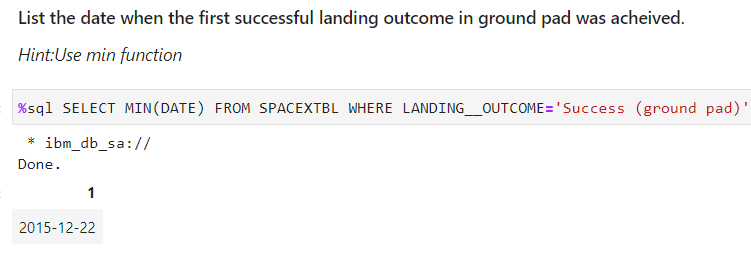 List the date when the first successful landing outcome in ground pad was acheived.
Hint:Use min function
%sql SELECT MIN(DATE) FROM SPACEXTBL WHERE LANDING__OUTCOME='Success (ground pad)'
* ibm_db_sa://
Done.
1
2015-12-22